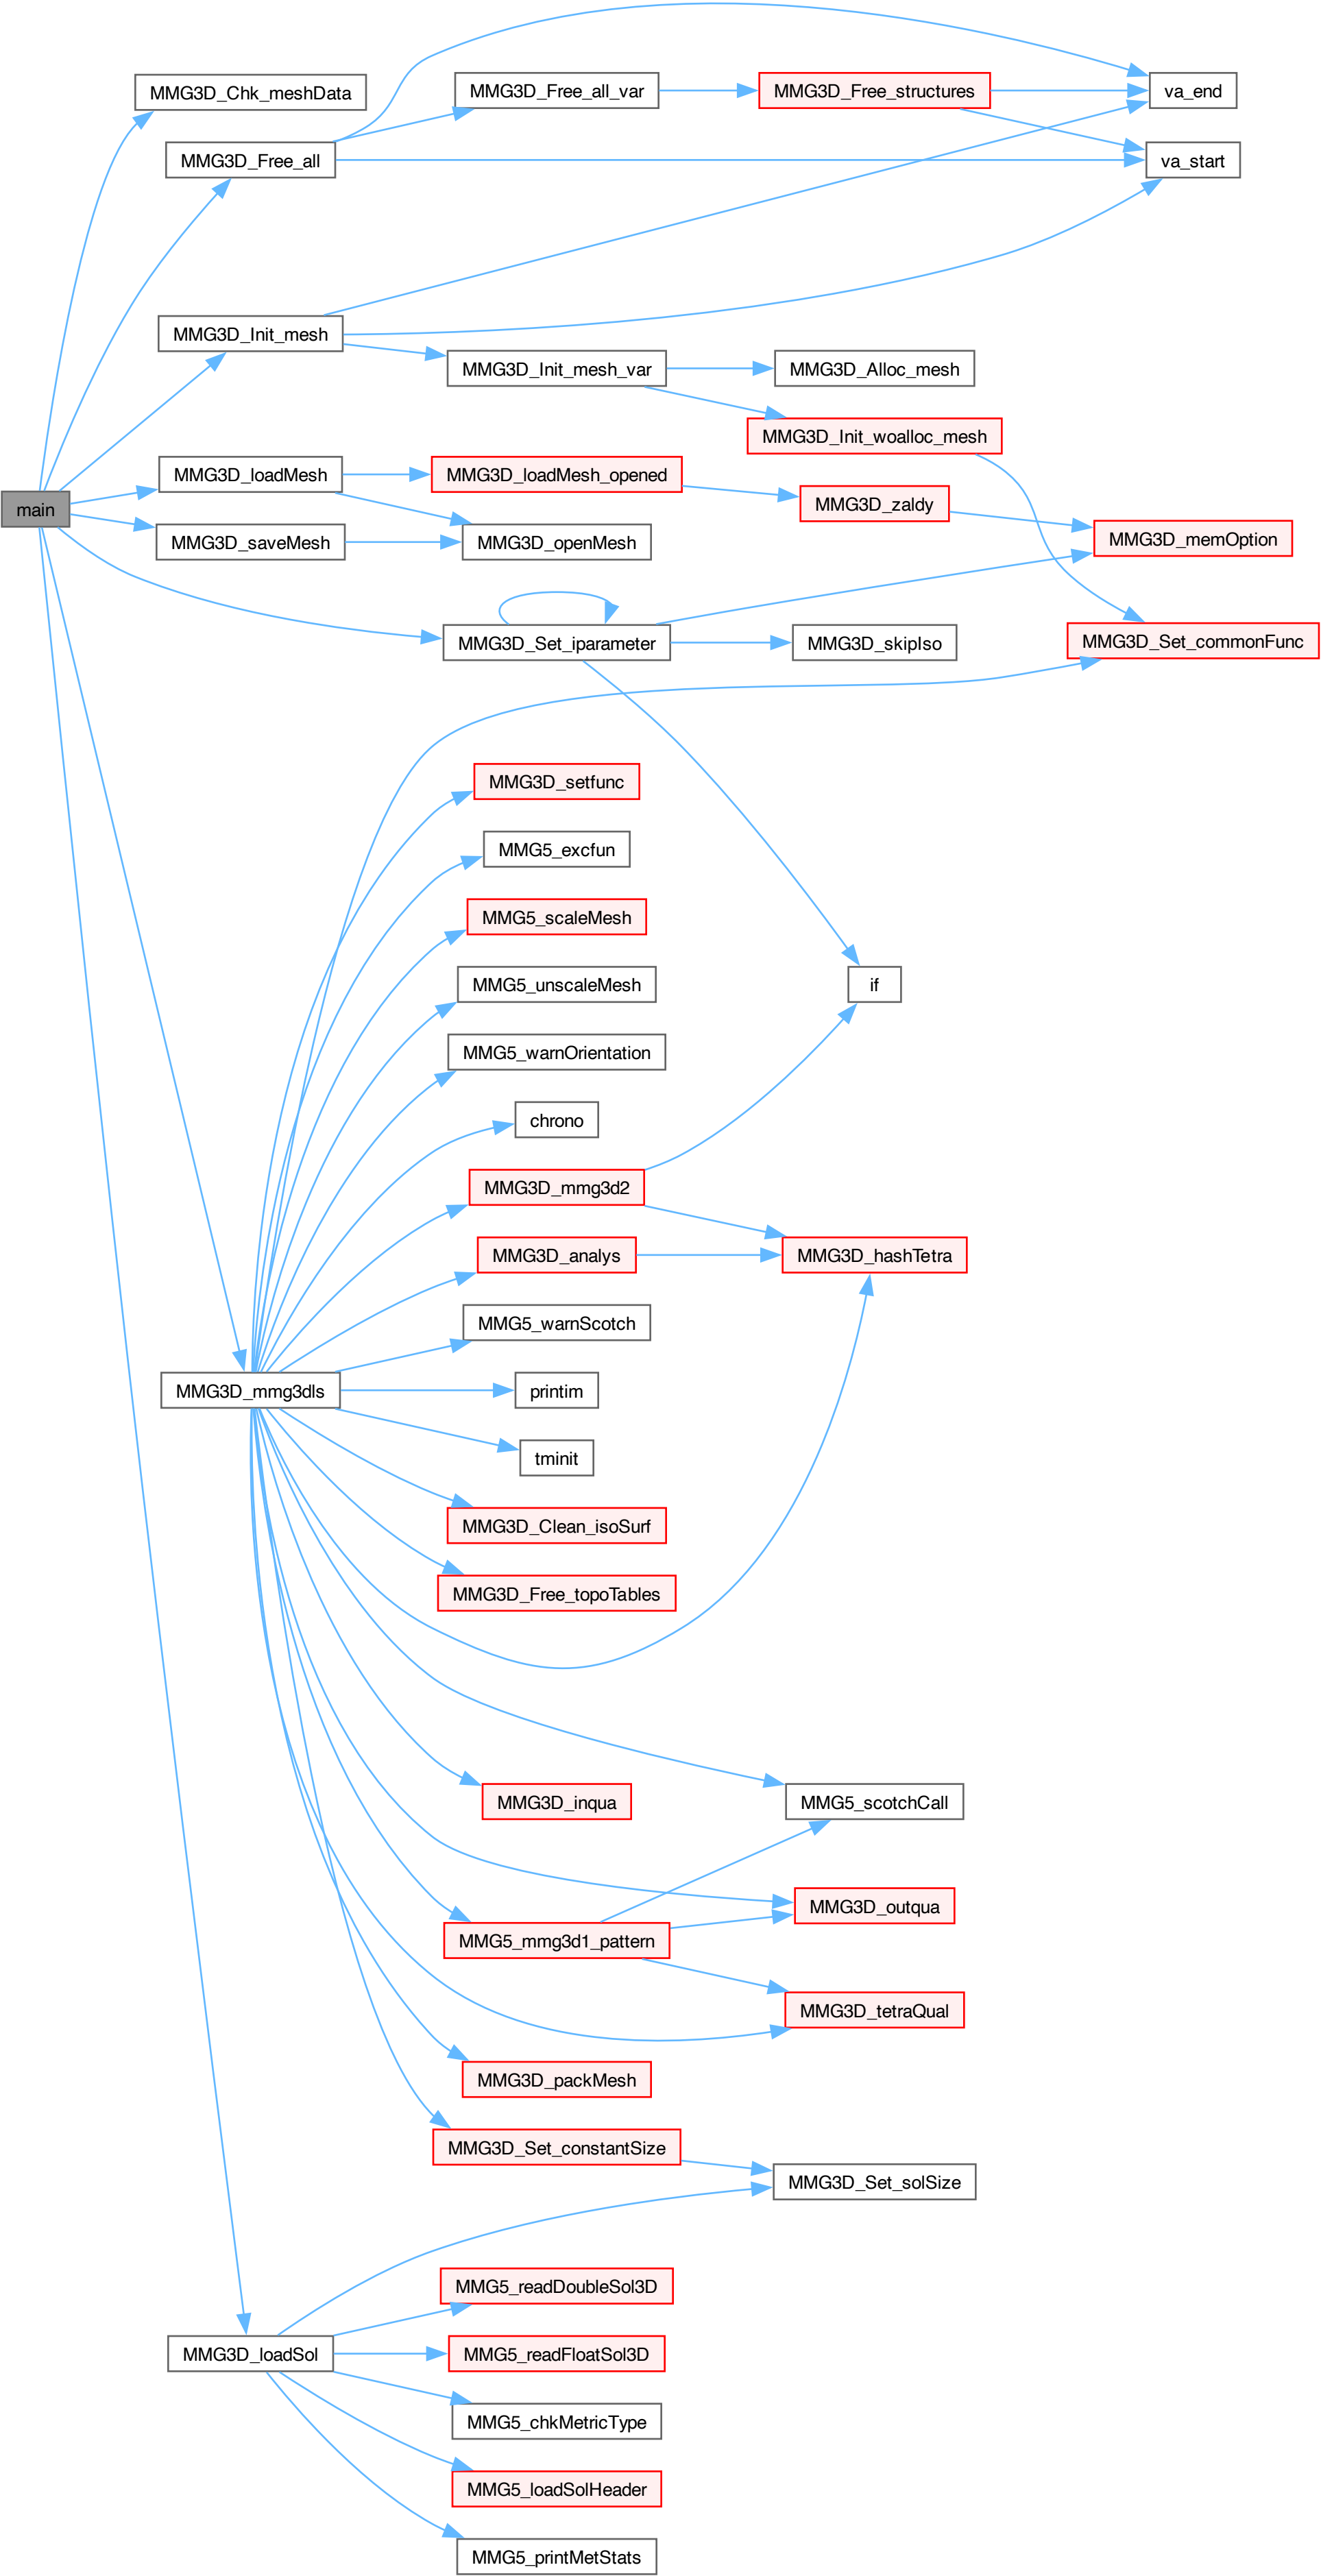 MMG3D_Chk_meshData
MMG3D_Free_all_var
MMG3D_Free_structures
va_end
MMG3D_Free_all
va_start
MMG3D_Init_mesh
MMG3D_Init_mesh_var
MMG3D_Alloc_mesh
MMG3D_Init_woalloc_mesh
MMG3D_loadMesh
MMG3D_loadMesh_opened
MMG3D_zaldy
main
MMG3D_saveMesh
MMG3D_openMesh
MMG3D_memOption
MMG3D_Set_iparameter
MMG3D_skipIso
MMG3D_Set_commonFunc
MMG3D_setfunc
MMG5_excfun
MMG5_scaleMesh
MMG5_unscaleMesh
if
MMG5_warnOrientation
chrono
MMG3D_mmg3d2
MMG3D_analys
MMG3D_hashTetra
MMG5_warnScotch
MMG3D_mmg3dls
printim
tminit
MMG3D_Clean_isoSurf
MMG3D_Free_topoTables
MMG3D_inqua
MMG5_scotchCall
MMG3D_outqua
MMG5_mmg3d1_pattern
MMG3D_tetraQual
MMG3D_packMesh
MMG3D_Set_constantSize
MMG3D_Set_solSize
MMG5_readDoubleSol3D
MMG3D_loadSol
MMG5_readFloatSol3D
MMG5_chkMetricType
MMG5_loadSolHeader
MMG5_printMetStats